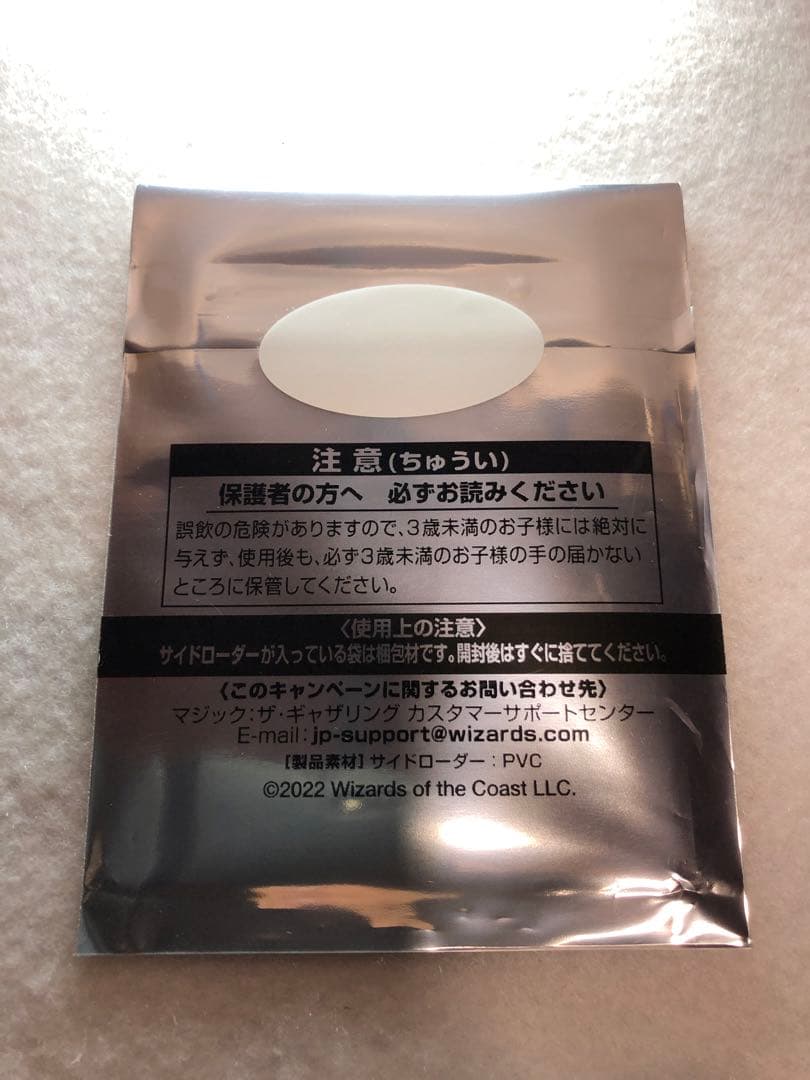 注意(ちゅうい)
保護者の方へ 必ずお読みください
誤飲の危険がありますので、3歳未満のお子様には絶対に
与えず、使用後も、必ず3歳未満のお子様の手の届かない
ところに保管してください。
〈使用上の注意〉
サイドローダーが入っている袋は梱包材です。開封後はすぐに捨ててください。
〈このキャンペーンに関するお問い合わせ先〉
マジック:ザ・ギャザリング カスタマーサポートセンター
E-mail:jp-support@wizards.com
[製品素材]サイドローダー:PVC
©2022 Wizards of the Coast LLC.